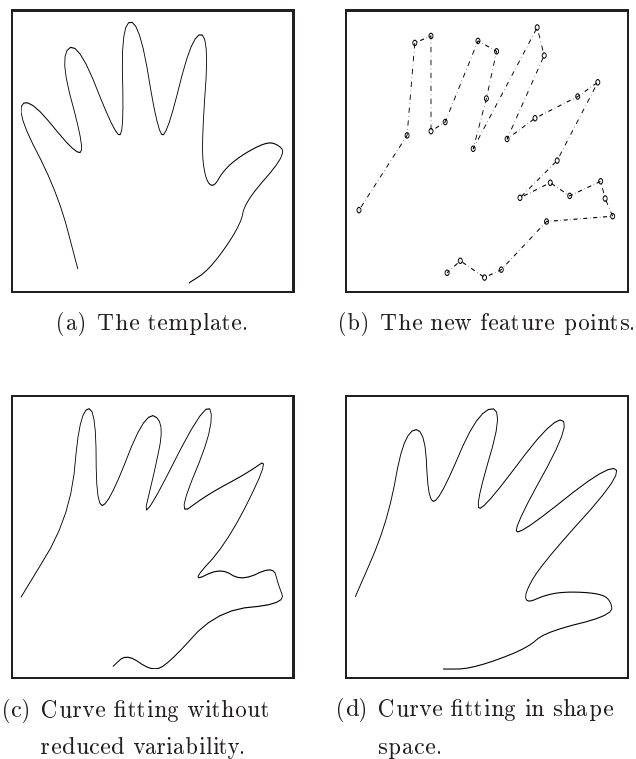 (a) The template.
(b) The new feature points.
(c) Curve fitting without
reduced variability.
(d) Curve fitting in shape
space.